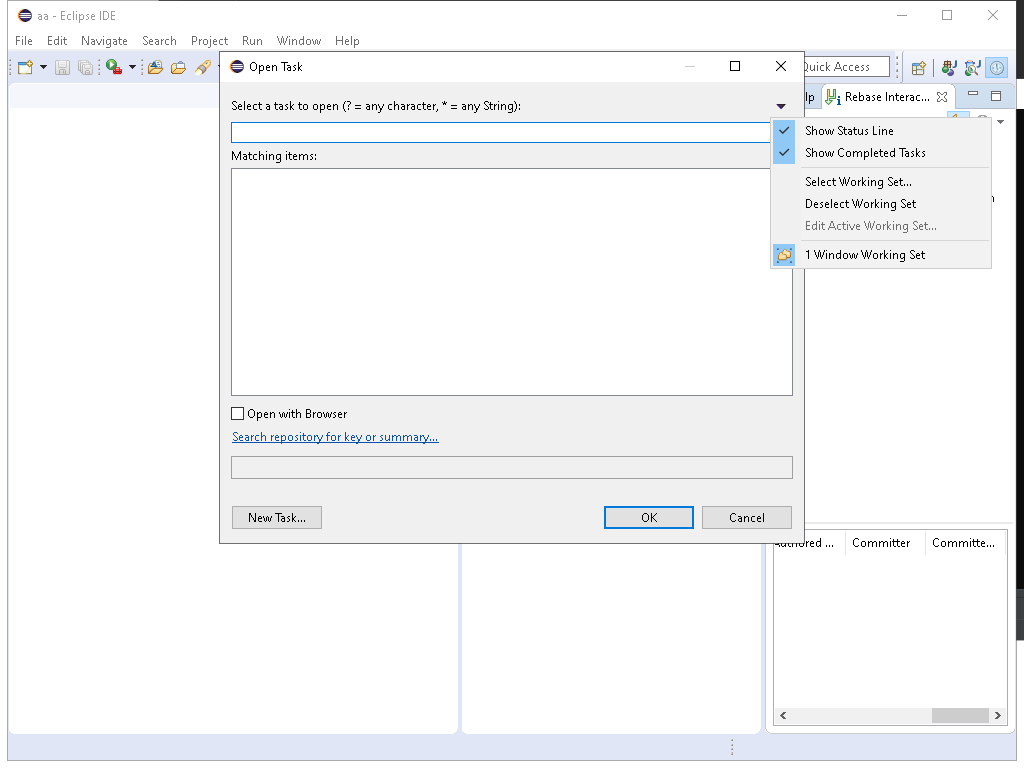 aa - Eclipse IDE
File Edit Navigate Search Project Run Window Help
Open Task
Quick Access
Select a task to open (? = any character, * = any String):
Rebase Interac...
Matching items:
Show Status Line
Show Completed Tasks
Select Working Set...
Deselect Working Set
Edit Active Working Set...
1 Window Working Set
Open with Browser
Search repository for key or summary...
New Task...
OK
Cancel
Authored ...
Committer
Committe...